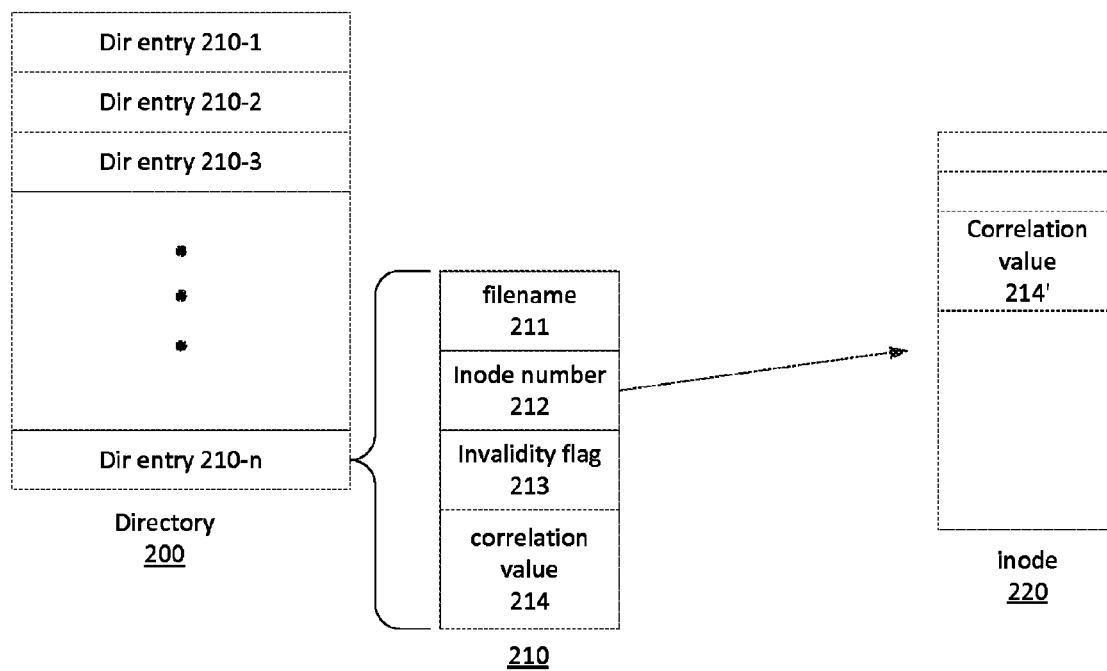 Dir entry 210-1
Dir entry 210-2
Dir entry 210-3
Dir entry 210-n
Directory
200
filename
211
Inode number
212
Invalidity flag
213
correlation
value
214
210
Correlation
value
214'
inode
220